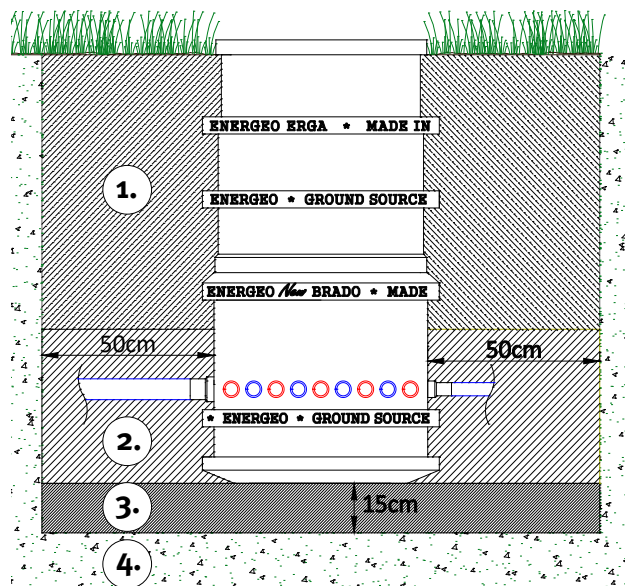 ENERGEO ERGA * MADE IN
1.
ENERGEO * GROUND SOURCE
ENERGEO New BRADO * MADE
50cm 50cm
* ENERGEO * GROUND SOURCE
2.
3. 15cm
4.